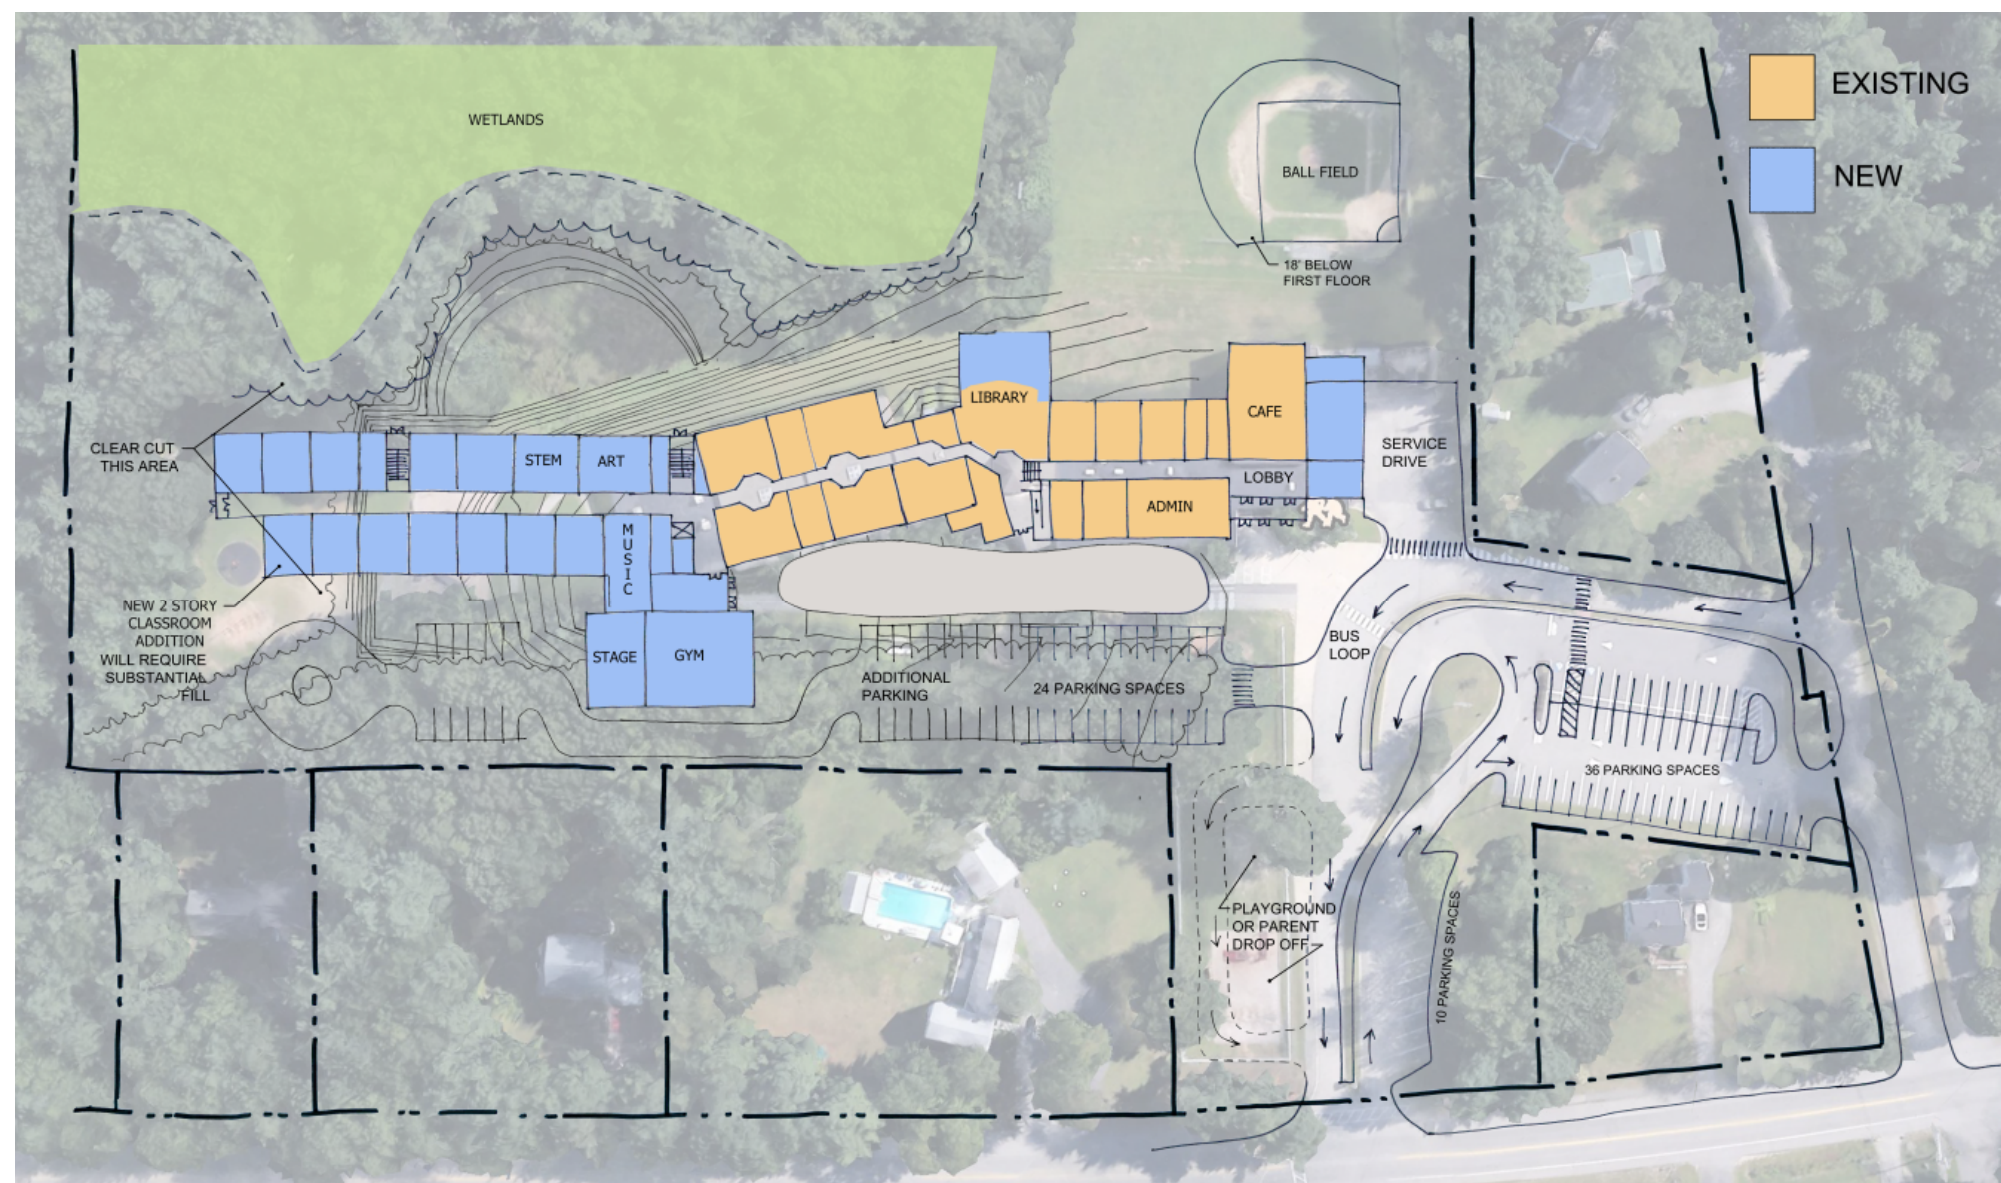 WETLANDS
EXISTING
NEW
BALL FIELD
18' BELOW
FIRST FLOOR
LIBRARY
CAFE
CLEAR CUT
THIS AREA
STEM
ART
SERVICE
DRIVE
LOBBY
ADMIN
MUSIC
NEW 2 STORY
CLASSROOM
ADDITION
WILL REQUIRE
SUBSTANTIAL
FILL
STAGE
GYM
BUS
LOOP
ADDITIONAL
PARKING
24 PARKING SPACES
36 PARKING SPACES
PLAYGROUND
OR PARENT
DROP OFF
10 PARKING SPACES